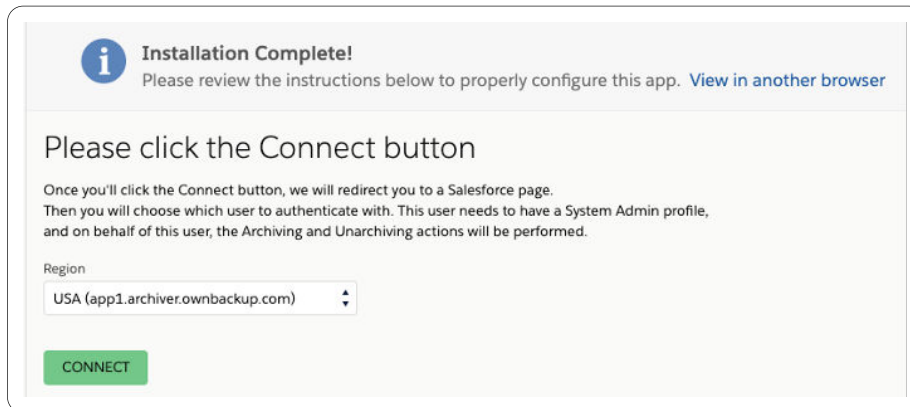 Installation Complete!
Please review the instructions below to properly configure this app. View in another browser
Please click the Connect button
Once you'll click the Connect button, we will redirect you to a Salesforce page.
Then you will choose which user to authenticate with. This user needs to have a System Admin profile,
and on behalf of this user, the Archiving and Unarchiving actions will be performed.
Region
USA (app1.archiver.ownbackup.com)
CONNECT